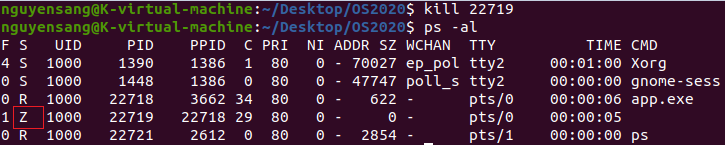 nguyensang@K-virtual-machine:~/Desktop/OS2020$ kill 22719
nguyensang@K-virtual-machine:~/Desktop/OS2020$ ps -al
F S   UID     PID    PPID  C PRI  NI ADDR SZ WCHAN  TTY          TIME CMD
4 S  1000    1390    1386  1  80   0 - 70027 ep_pol tty2     00:01:00 Xorg
0 S  1000    1448    1386  0  80   0 - 47747 poll_s tty2     00:00:00 gnome-sess
0 R  1000   22718    3662 34  80   0 -   622 -      pts/0    00:00:06 app.exe
1 Z  1000   22719   22718 29  80   0 -     0 -      pts/0    00:00:05
0 R  1000   22721    2612  0  80   0 -  2854 -      pts/1    00:00:00 ps